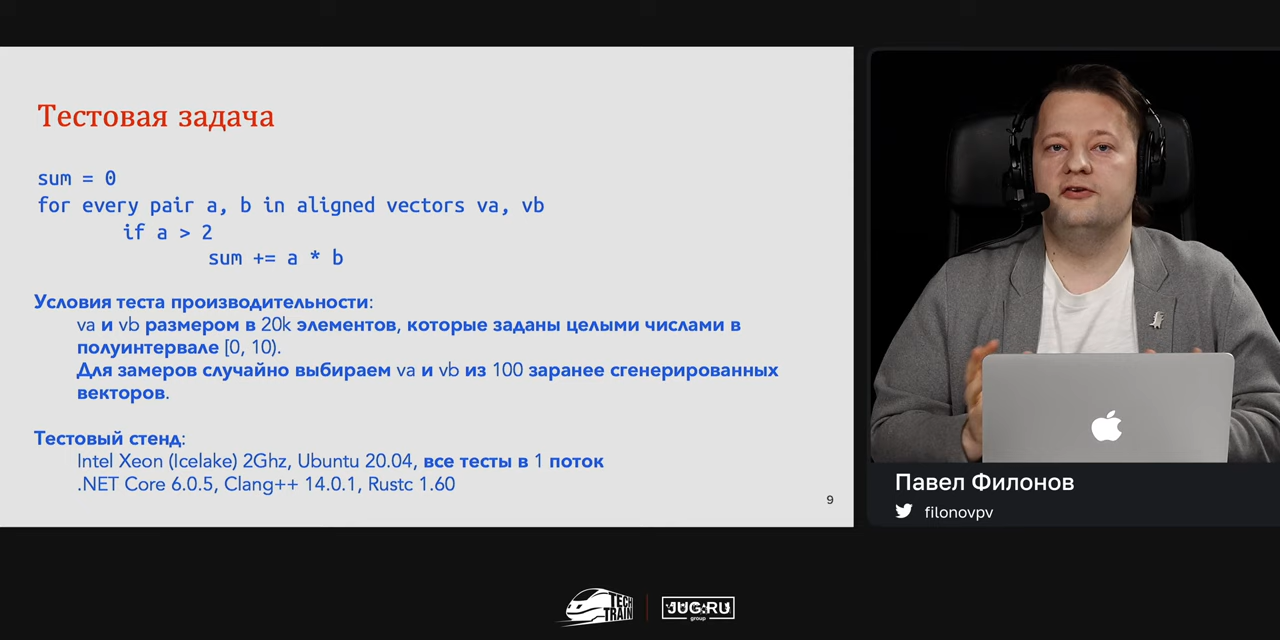 Тестовая задача
sum = 0
for every pair a, b in aligned vectors va, vb
if a > 2
sum += a * b
Условия теста производительности:
va и vb размером в 20k элементов, которые заданы целыми числами в
полуинтервале [0, 10).
Для замеров случайно выбираем va и vb из 100 заранее сгенерированных
векторов.
Тестовый стенд:
Intel Xeon (Icelake) 2Ghz, Ubuntu 20.04, все тесты в 1 поток
.NET Core 6.0.5, Clang++ 14.0.1, Rustc 1.60
9
Павел Филонов
filonovpv
TECH
TRAIN
JUG.RU
group